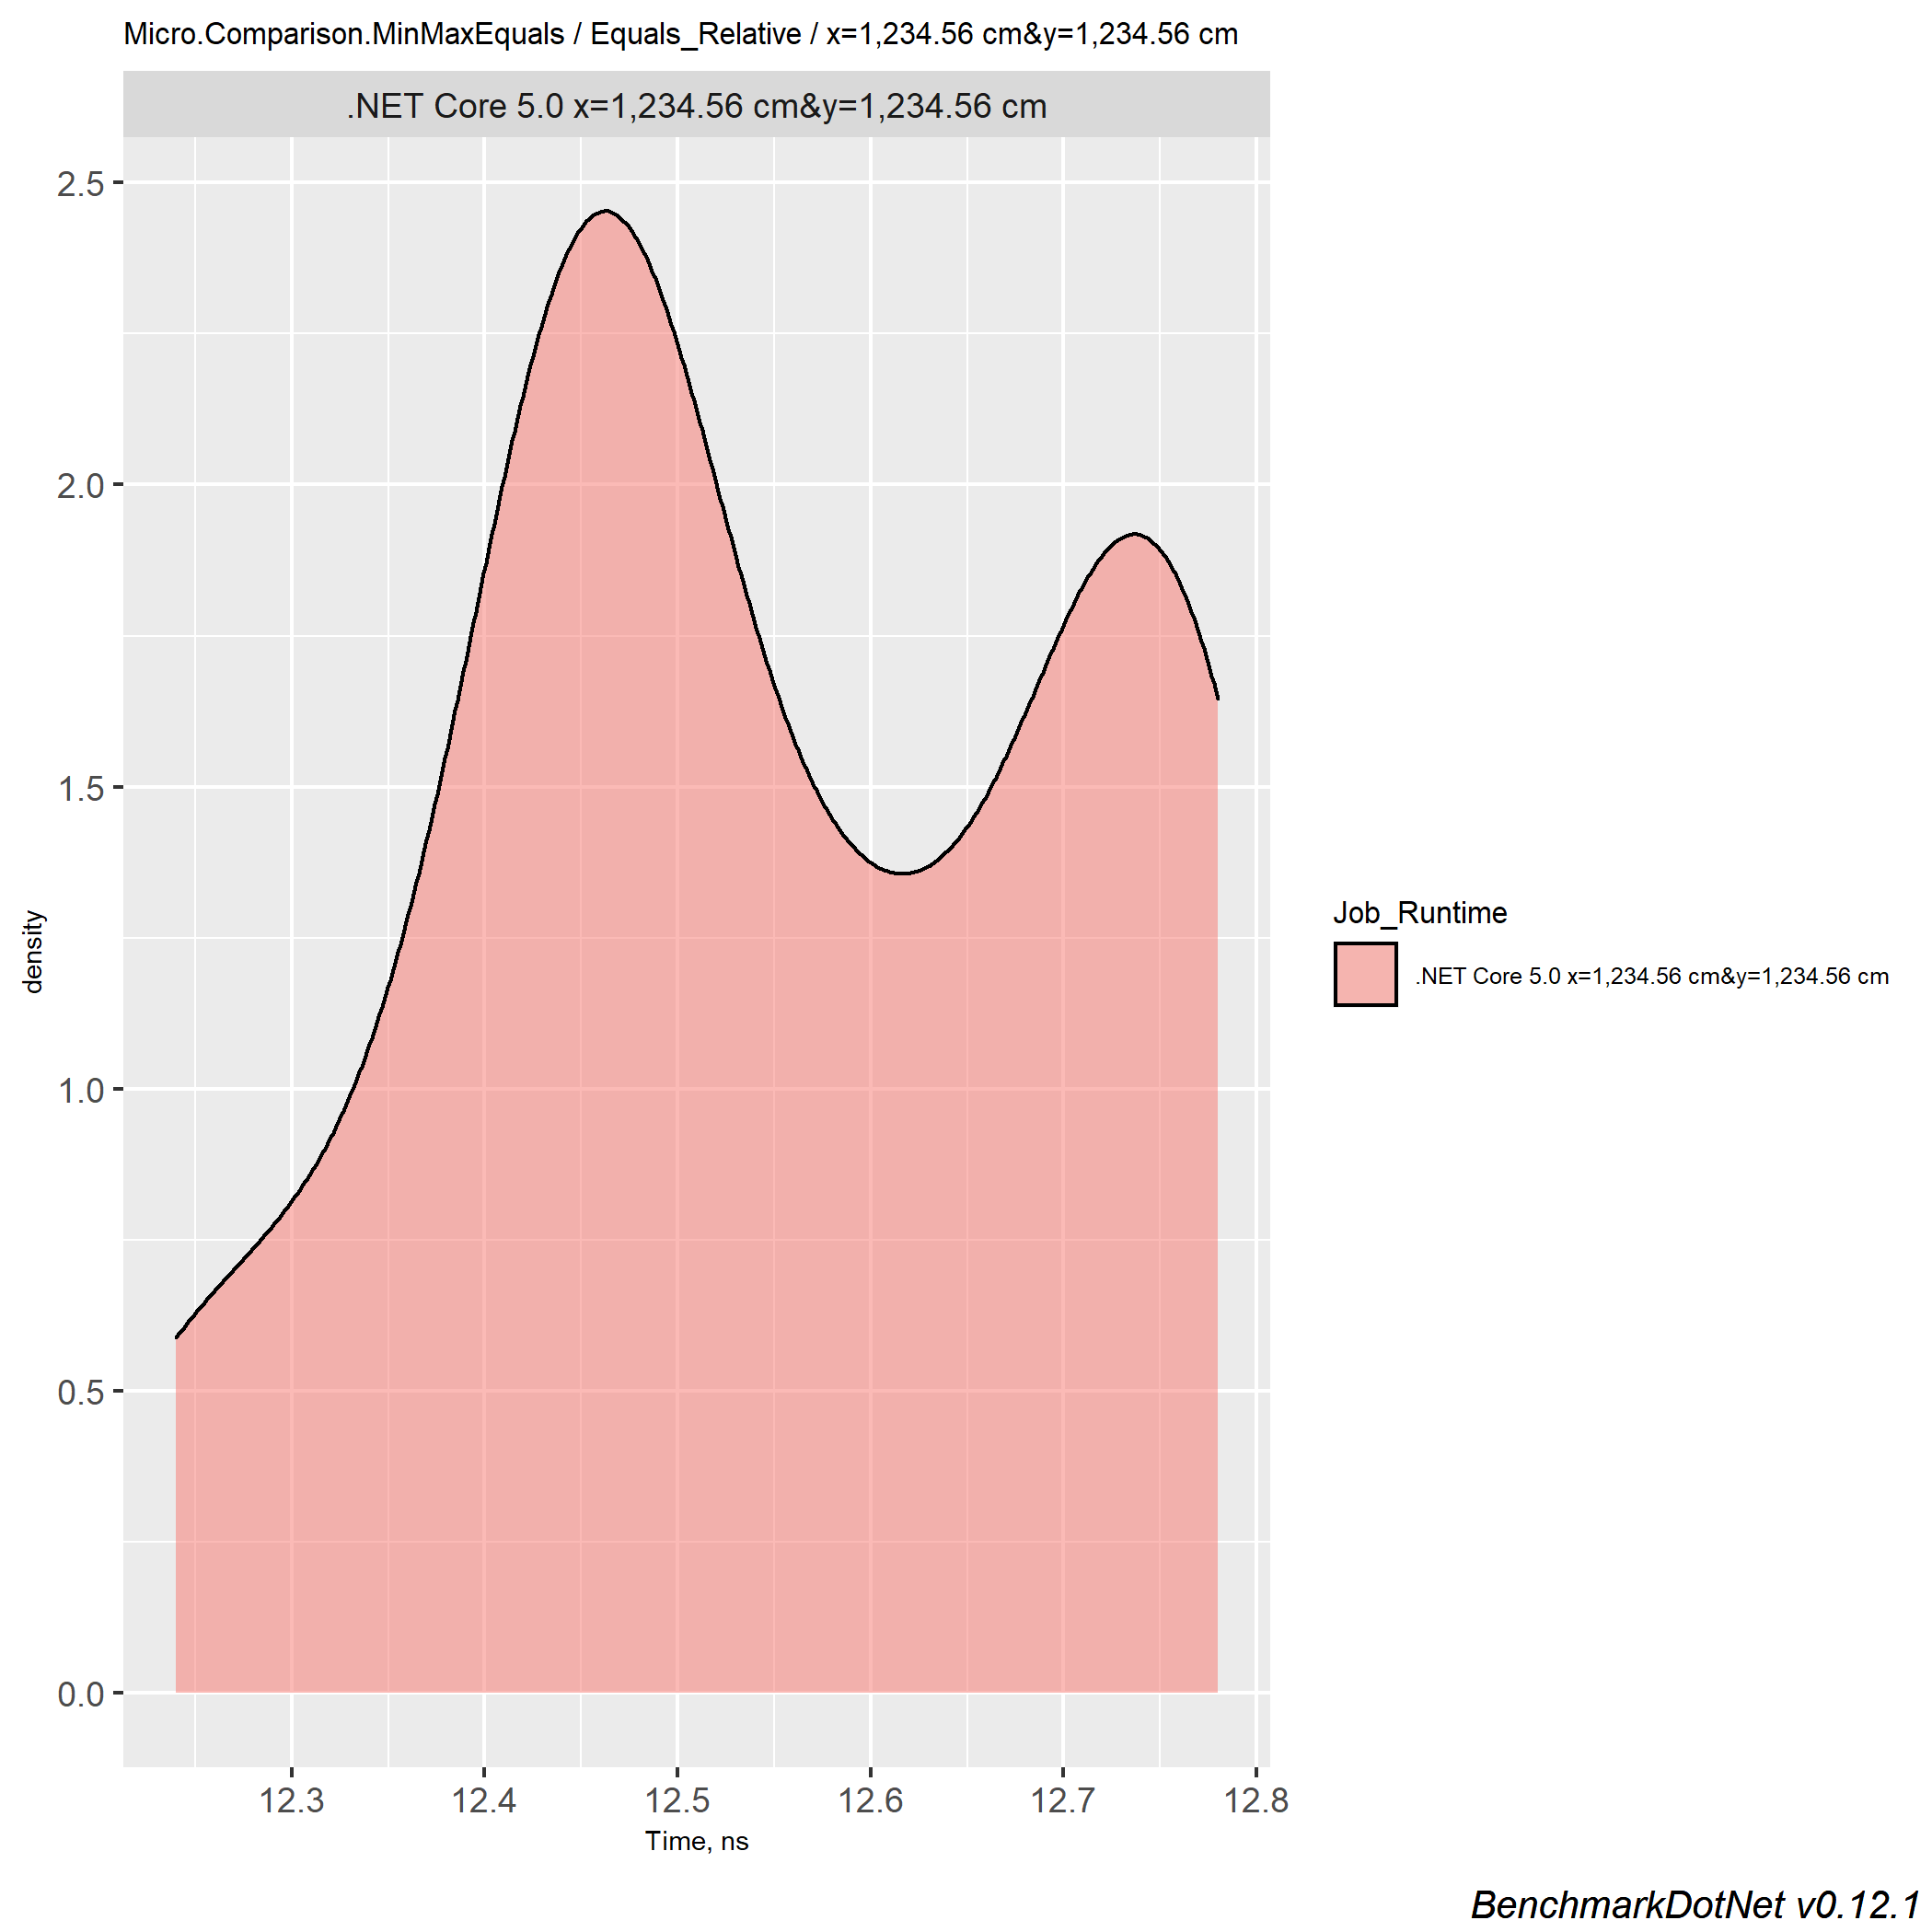 Micro.Comparison.MinMaxEquals / Equals_Relative / x=1,234.56 cm&y=1,234.56 cm
.NET Core 5.0 x=1,234.56 cm&y=1,234.56 cm
2.5
2.0
1.5
1.0
0.5
0.0
density
12.3 12.4 12.5 12.6 12.7 12.8
Time, ns
Job_Runtime
.NET Core 5.0 x=1,234.56 cm&y=1,234.56 cm
BenchmarkDotNet v0.12.1